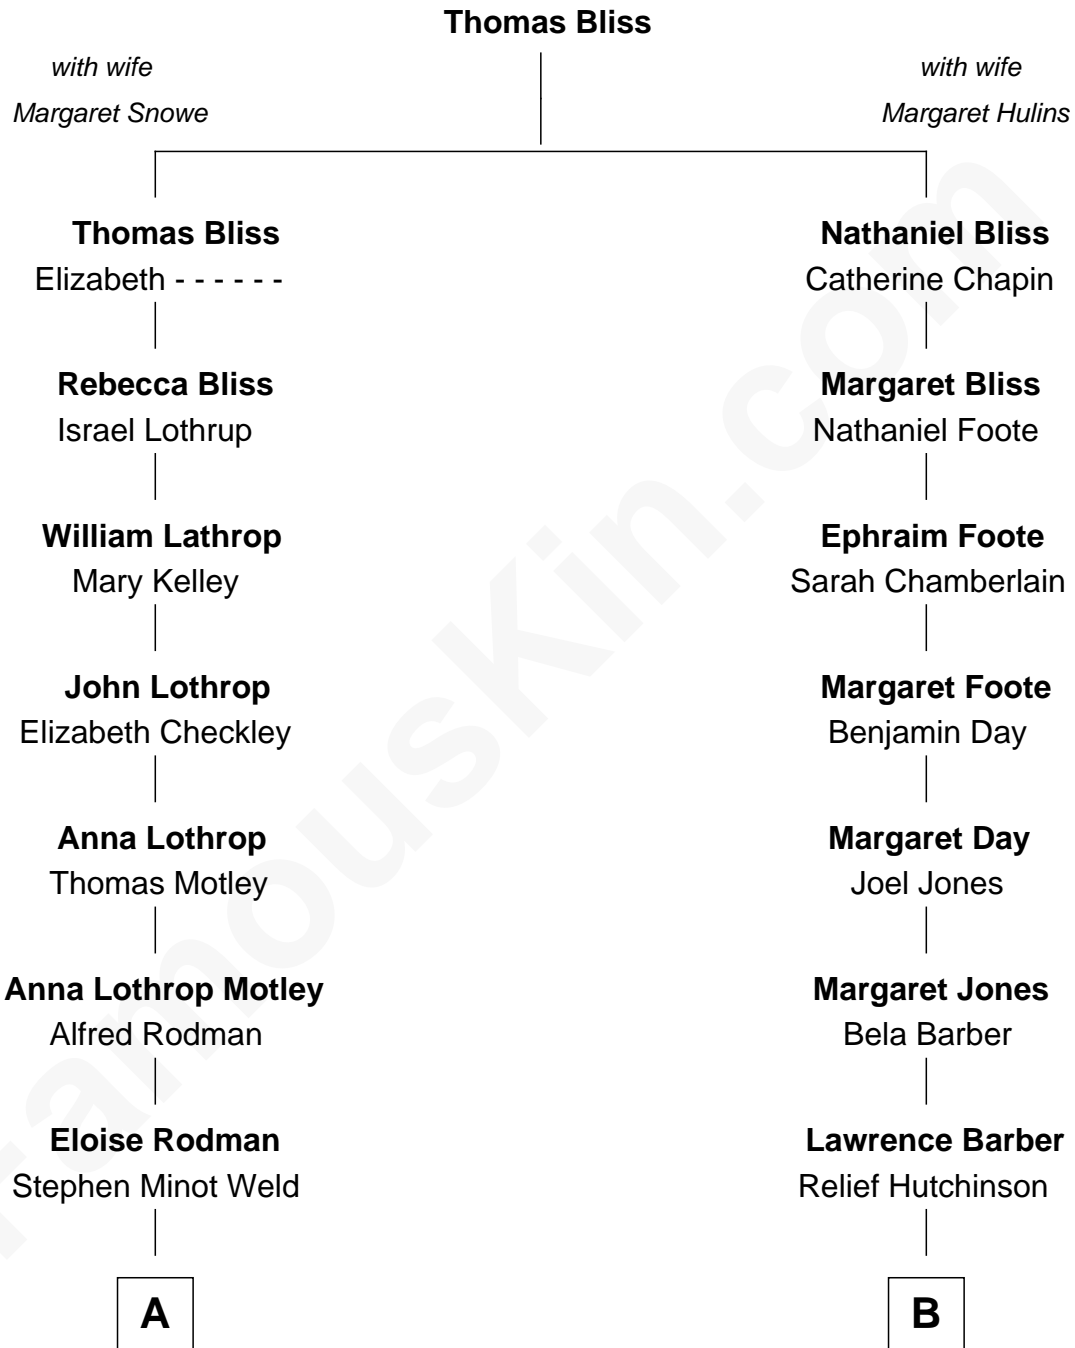 Thomas Bliss
with wife
Margaret Snowe
with wife
Margaret Hulins
Thomas Bliss
Elizabeth - - - - - -
Nathaniel Bliss
Catherine Chapin
Rebecca Bliss
Israel Lothrup
Margaret Bliss
Nathaniel Foote
William Lathrop
Mary Kelley
Ephraim Foote
Sarah Chamberlain
John Lothrop
Elizabeth Checkley
Margaret Foote
Benjamin Day
Anna Lothrop
Thomas Motley
Margaret Day
Joel Jones
Anna Lothrop Motley
Alfred Rodman
Margaret Jones
Bela Barber
Eloise Rodman
Stephen Minot Weld
Lawrence Barber
Relief Hutchinson
A
B
FamousKin.com